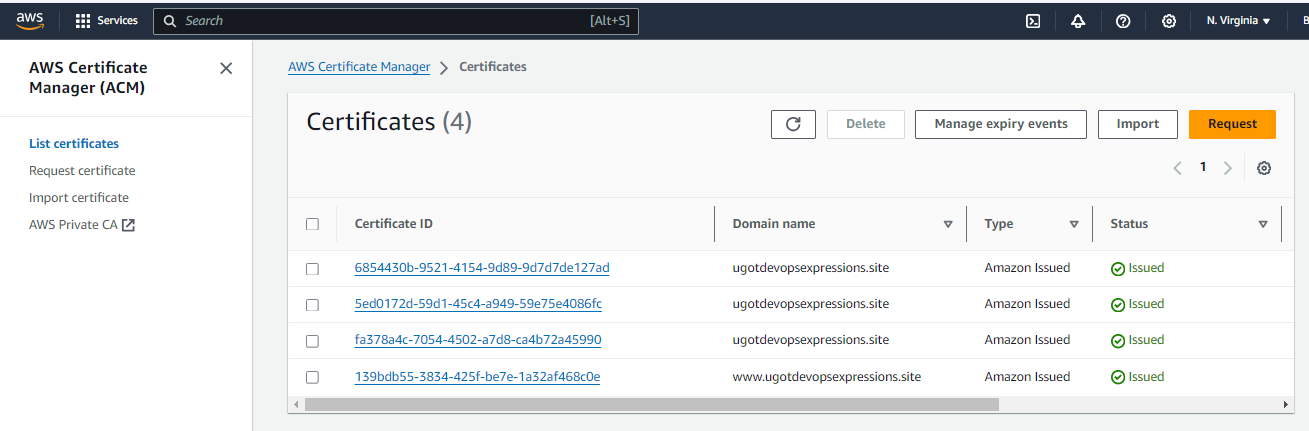 aws Services Search [Alt+S] N. Virginia
AWS Certificate Manager (ACM)
List certificates
Request certificate
Import certificate
AWS Private CA
AWS Certificate Manager Certificates
Certificates (4) Delete Manage expiry events Import Request
1
Certificate ID Domain name Type Status
6854430b-9521-4154-9d89-9d7d7de127ad ugotdevopsexpressions.site Amazon Issued Issued
5ed0172d-59d1-45c4-a949-59e75e4086fc ugotdevopsexpressions.site Amazon Issued Issued
fa378a4c-7054-4502-a7d8-ca4b72a45990 ugotdevopsexpressions.site Amazon Issued Issued
139bdb55-3834-425f-be7e-1a32af468c0e www.ugotdevopsexpressions.site Amazon Issued Issued